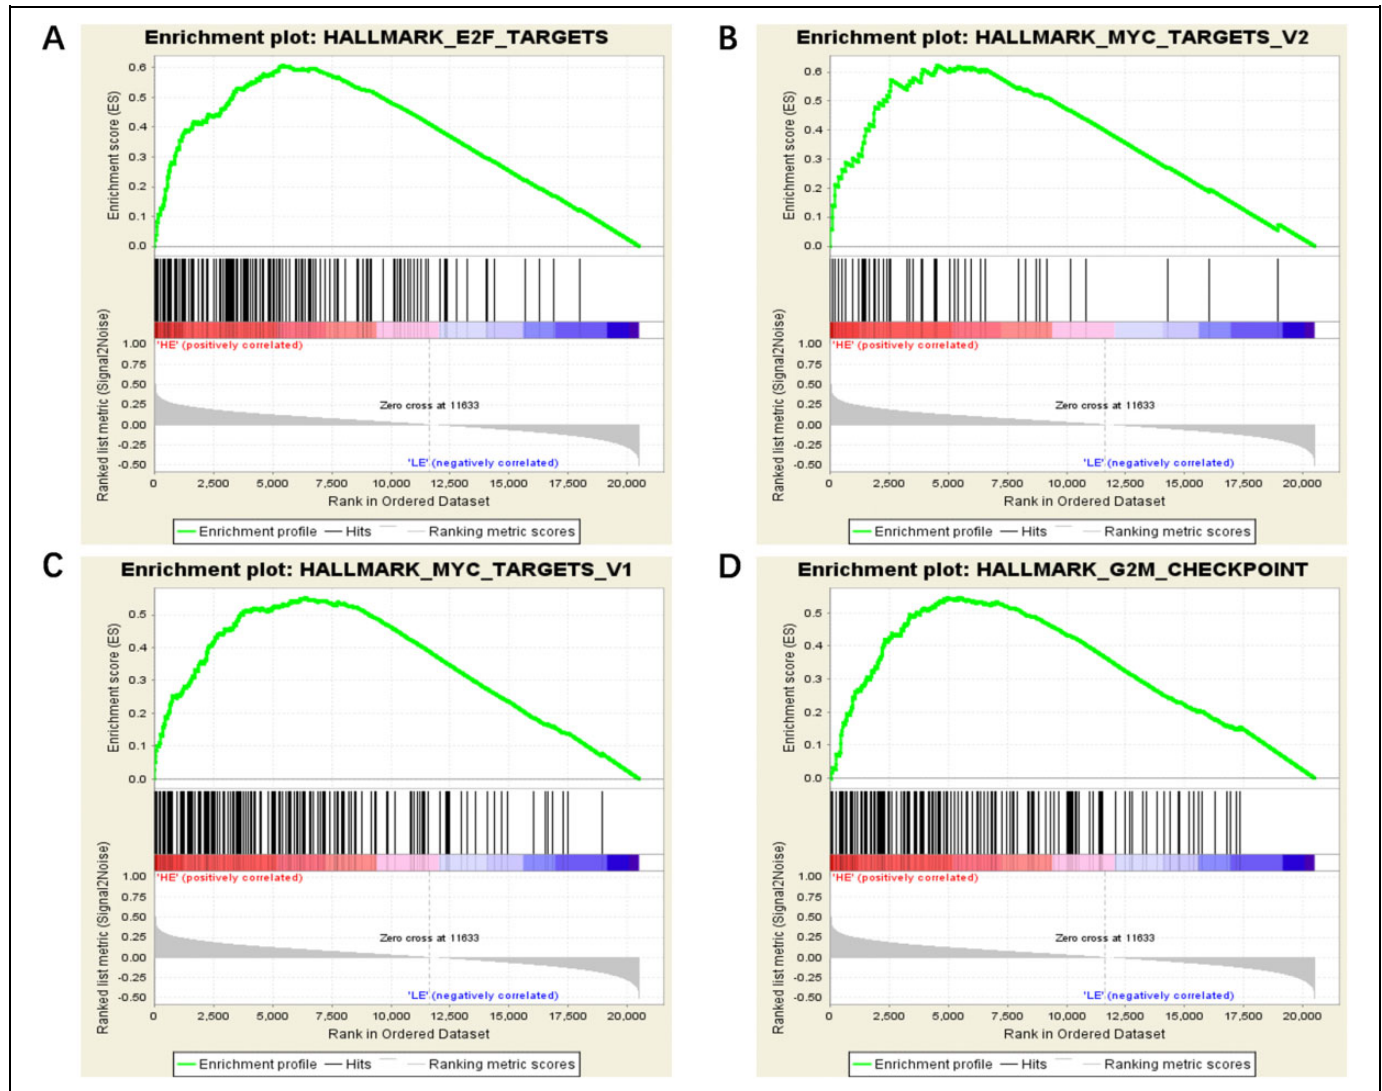 A
Enrichment plot: HALLMARK_E2F_TARGETS
Enrichment score (ES)
0.6
0.5
0.4
0.3
0.2
0.1
0.0
Ranked list metric (Signal2Noise)
'HE' (positively correlated)
1.00
0.75
0.50
0.25
0.00
-0.25
-0.50
Zero cross at 11633
'LE' (negatively correlated)
0 2,500 5,000 7,500 10,000 12,500 15,000 17,500 20,000
Rank in Ordered Dataset
Enrichment profile Hits Ranking metric scores
B
Enrichment plot: HALLMARK_MYC_TARGETS_V2
Enrichment score (ES)
0.6
0.5
0.4
0.3
0.2
0.1
0.0
Ranked list metric (Signal2Noise)
'HE' (positively correlated)
1.00
0.75
0.50
0.25
0.00
-0.25
-0.50
Zero cross at 11633
'LE' (negatively correlated)
0 2,500 5,000 7,500 10,000 12,500 15,000 17,500 20,000
Rank in Ordered Dataset
Enrichment profile Hits Ranking metric scores
C
Enrichment plot: HALLMARK_MYC_TARGETS_V1
Enrichment score (ES)
0.5
0.4
0.3
0.2
0.1
0.0
Ranked list metric (Signal2Noise)
'HE' (positively correlated)
1.00
0.75
0.50
0.25
0.00
-0.25
-0.50
Zero cross at 11633
'LE' (negatively correlated)
0 2,500 5,000 7,500 10,000 12,500 15,000 17,500 20,000
Rank in Ordered Dataset
Enrichment profile Hits Ranking metric scores
D
Enrichment plot: HALLMARK_G2M_CHECKPOINT
Enrichment score (ES)
0.5
0.4
0.3
0.2
0.1
0.0
Ranked list metric (Signal2Noise)
'HE' (positively correlated)
1.00
0.75
0.50
0.25
0.00
-0.25
-0.50
Zero cross at 11633
'LE' (negatively correlated)
0 2,500 5,000 7,500 10,000 12,500 15,000 17,500 20,000
Rank in Ordered Dataset
Enrichment profile Hits Ranking metric scores